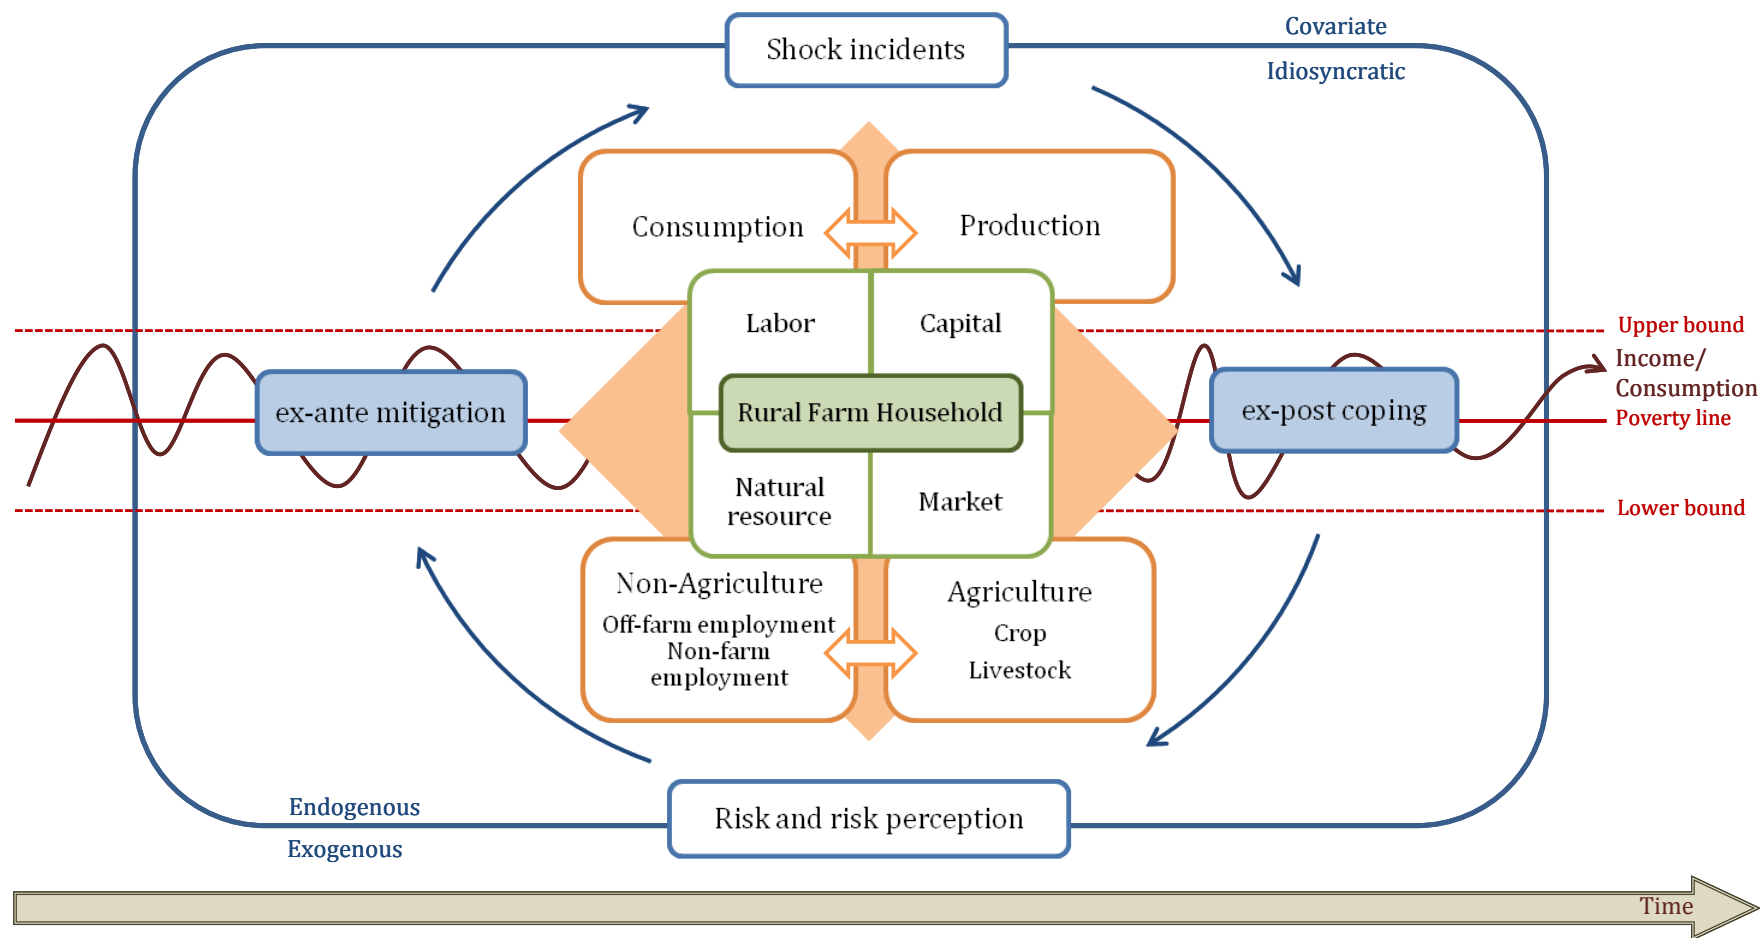 Covariate
Shock incidents
Idiosyncratic
Consumption
Production
Labor
Capital
Upper bound
Income/
Consumption
ex-ante mitigation
Rural Farm Household
ex-post coping
Poverty line
Natural
resource
Market
Lower bound
Non-Agriculture
Off-farm employment
Non-farm
employment
Agriculture
Crop
Livestock
Endogenous
Risk and risk perception
Exogenous
Time